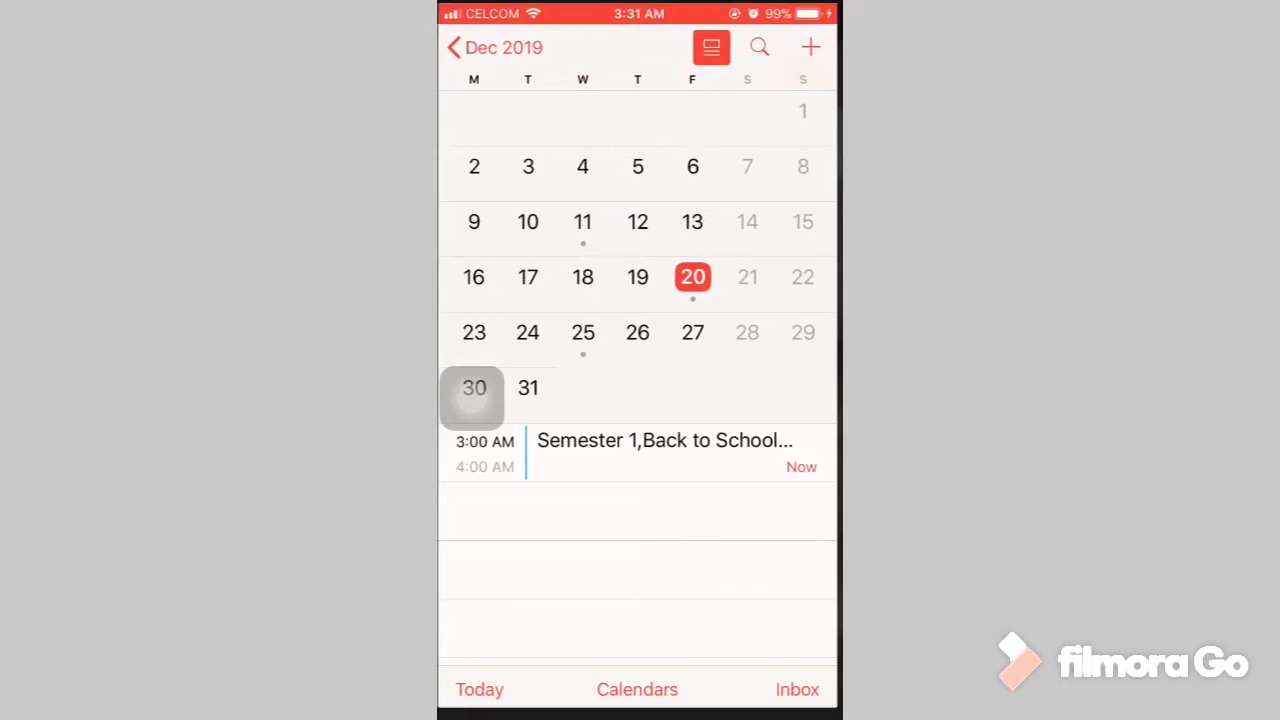 CELCOM 3:31 AM 99%
Dec 2019
M T W T F S S
1
2 3 4 5 6 7 8
9 10 11 12 13 14 15
16 17 18 19 20 21 22
23 24 25 26 27 28 29
30 31
3:00 AM Semester 1,Back to School...
4:00 AM Now
Today Calendars Inbox
filmora Go